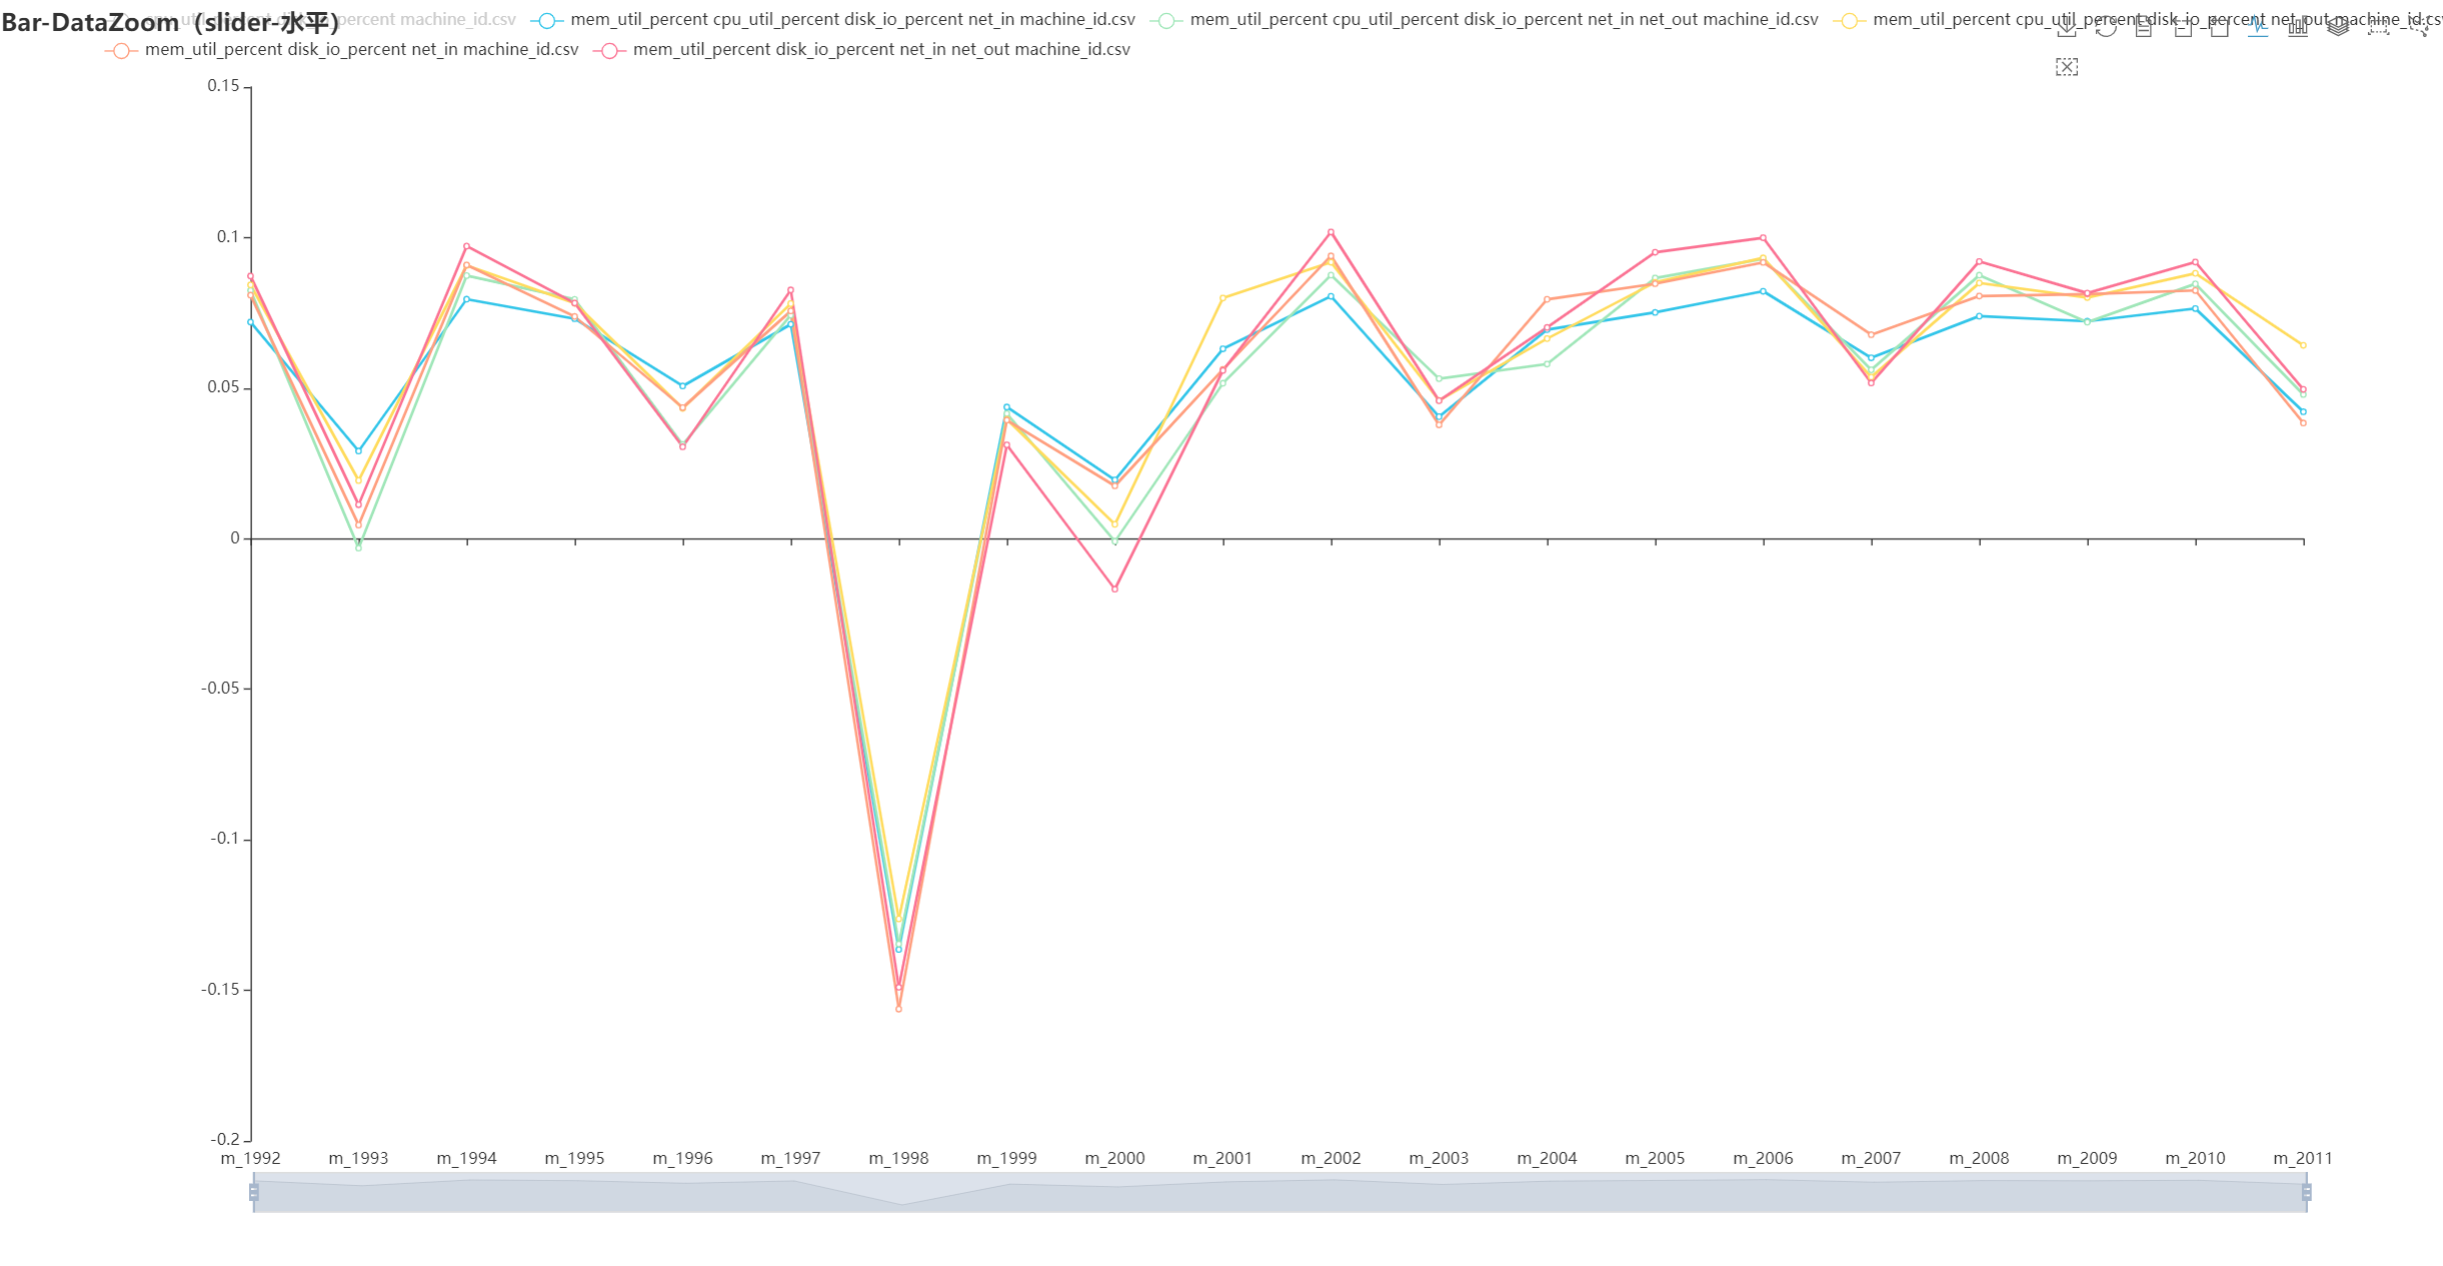 Bar-DataZoom（slider-水平）
cpu_util_percent disk_io_percent machine_id.csv
mem_util_percent cpu_util_percent disk_io_percent net_in machine_id.csv
mem_util_percent cpu_util_percent disk_io_percent net_in net_out machine_id.csv
mem_util_percent cpu_util_percent disk_io_percent net_out machine_id.csv
mem_util_percent disk_io_percent net_in machine_id.csv
mem_util_percent disk_io_percent net_in net_out machine_id.csv
0.15
0.1
0.05
0
-0.05
-0.1
-0.15
-0.2
m_1992 m_1993 m_1994 m_1995 m_1996 m_1997 m_1998 m_1999 m_2000 m_2001 m_2002 m_2003 m_2004 m_2005 m_2006 m_2007 m_2008 m_2009 m_2010 m_2011